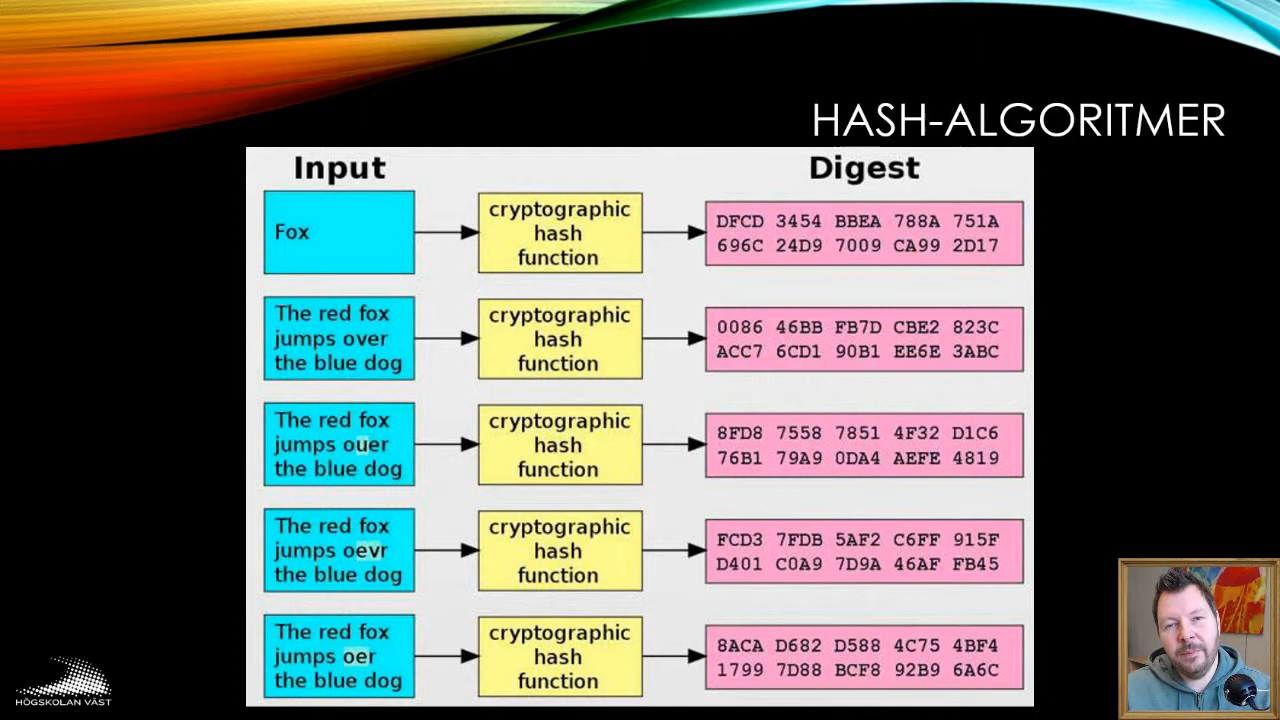 HASH-ALGORITMER
Input
Digest
Fox
cryptographic
hash
function
DFCD 3454 BBEA 788A 751A
696C 24D9 7009 CA99 2D17
The red fox
jumps over
the blue dog
cryptographic
hash
function
0086 46BB FB7D CBE2 823C
ACC7 6CD1 90B1 EE6E 3ABC
The red fox
jumps ouer
the blue dog
cryptographic
hash
function
8FD8 7558 7851 4F32 D1C6
76B1 79A9 0DA4 AEFE 4819
The red fox
jumps oevr
the blue dog
cryptographic
hash
function
FCD3 7FDB 5AF2 C6FF 915F
D401 C0A9 7D9A 46AF FB45
The red fox
jumps oer
the blue dog
cryptographic
hash
function
8ACA D682 D588 4C75 4BF4
1799 7D88 BCF8 92B9 6A6C
HÖGSKOLAN VÄST